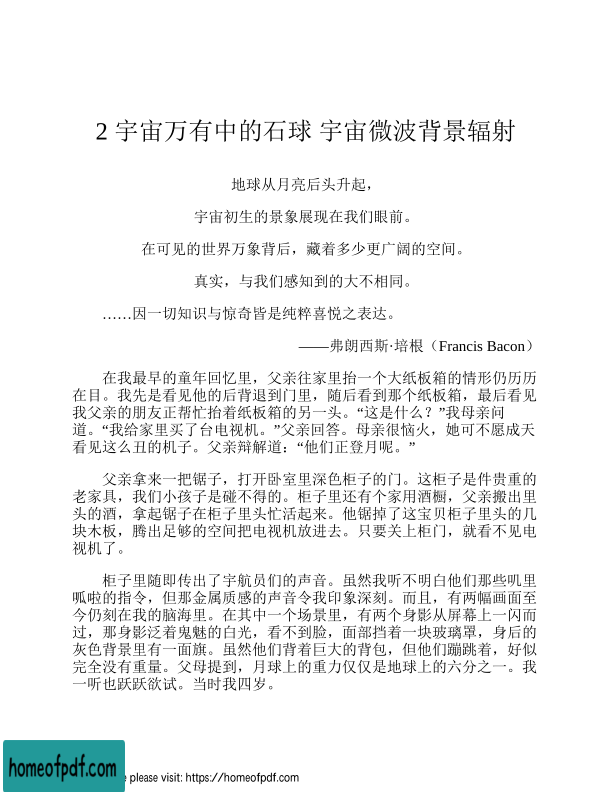 2 宇宙万有中的石球 宇宙微波背景辐射
地球从月亮后头升起，
宇宙初生的景象展现在我们眼前。
在可见的世界万象背后，藏着多少更广阔的空间。
真实，与我们感知到的大不相同。
……因一切知识与惊奇皆是纯粹喜悦之表达。
——弗朗西斯·培根（Francis Bacon）
在我最早的童年回忆里，父亲往家里抬一个大纸板箱的情形仍历历
在目。我先是看见他的后背退到门里，随后看到那个纸板箱，最后看见
我父亲的朋友正帮忙抬着纸板箱的另一头。“这是什么？”我母亲问
道。“我给家里买了台电视机。”父亲回答。母亲很恼火，她可不愿成天
看见这么丑的机子。父亲辩解道：“他们正登月呢。”
父亲拿来一把锯子，打开卧室里深色柜子的门。这柜子是件贵重的
老家具，我们小孩子是碰不得的。柜子里还有个家用酒橱，父亲搬出里
头的酒，拿起锯子在柜子里头忙活起来。他锯掉了这宝贝柜子里头的几
块木板，腾出足够的空间把电视机放进去。只要关上柜门，就看不见电
视机了。
柜子里随即传出了宇航员们的声音。虽然我听不明白他们那些叽里
呱啦的指令，但那金属质感的声音令我印象深刻。而且，有两幅画面至
今仍刻在我的脑海里。在其中一个场景里，有两个身影从屏幕上一闪而
过，那身影泛着鬼魅的白光，看不到脸，面部挡着一块玻璃罩，身后的
灰色背景里有一面旗。虽然他们背着巨大的背包，但他们蹦跳着，好似
完全没有重量。父母提到，月球上的重力仅仅是地球上的六分之一。我
一听也跃跃欲试。当时我四岁。
homeofpdf.com
e please visit: https://homeofpdf.com